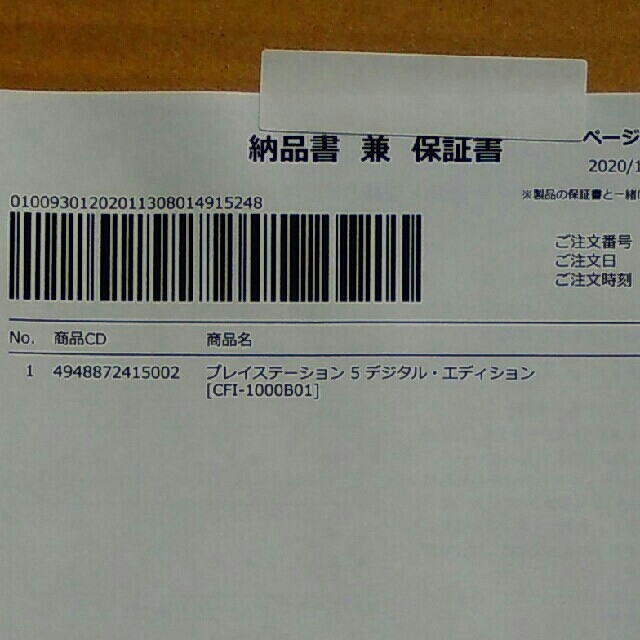 納品書 兼 保証書
ページ
2020/1
※製品の保証書と一緒に
01009301202011308014915248
ご注文番号
ご注文日
ご注文時刻
No. 商品CD 商品名
1 4948872415002 プレイステーション 5 デジタル・エディション
[CFI-1000B01]